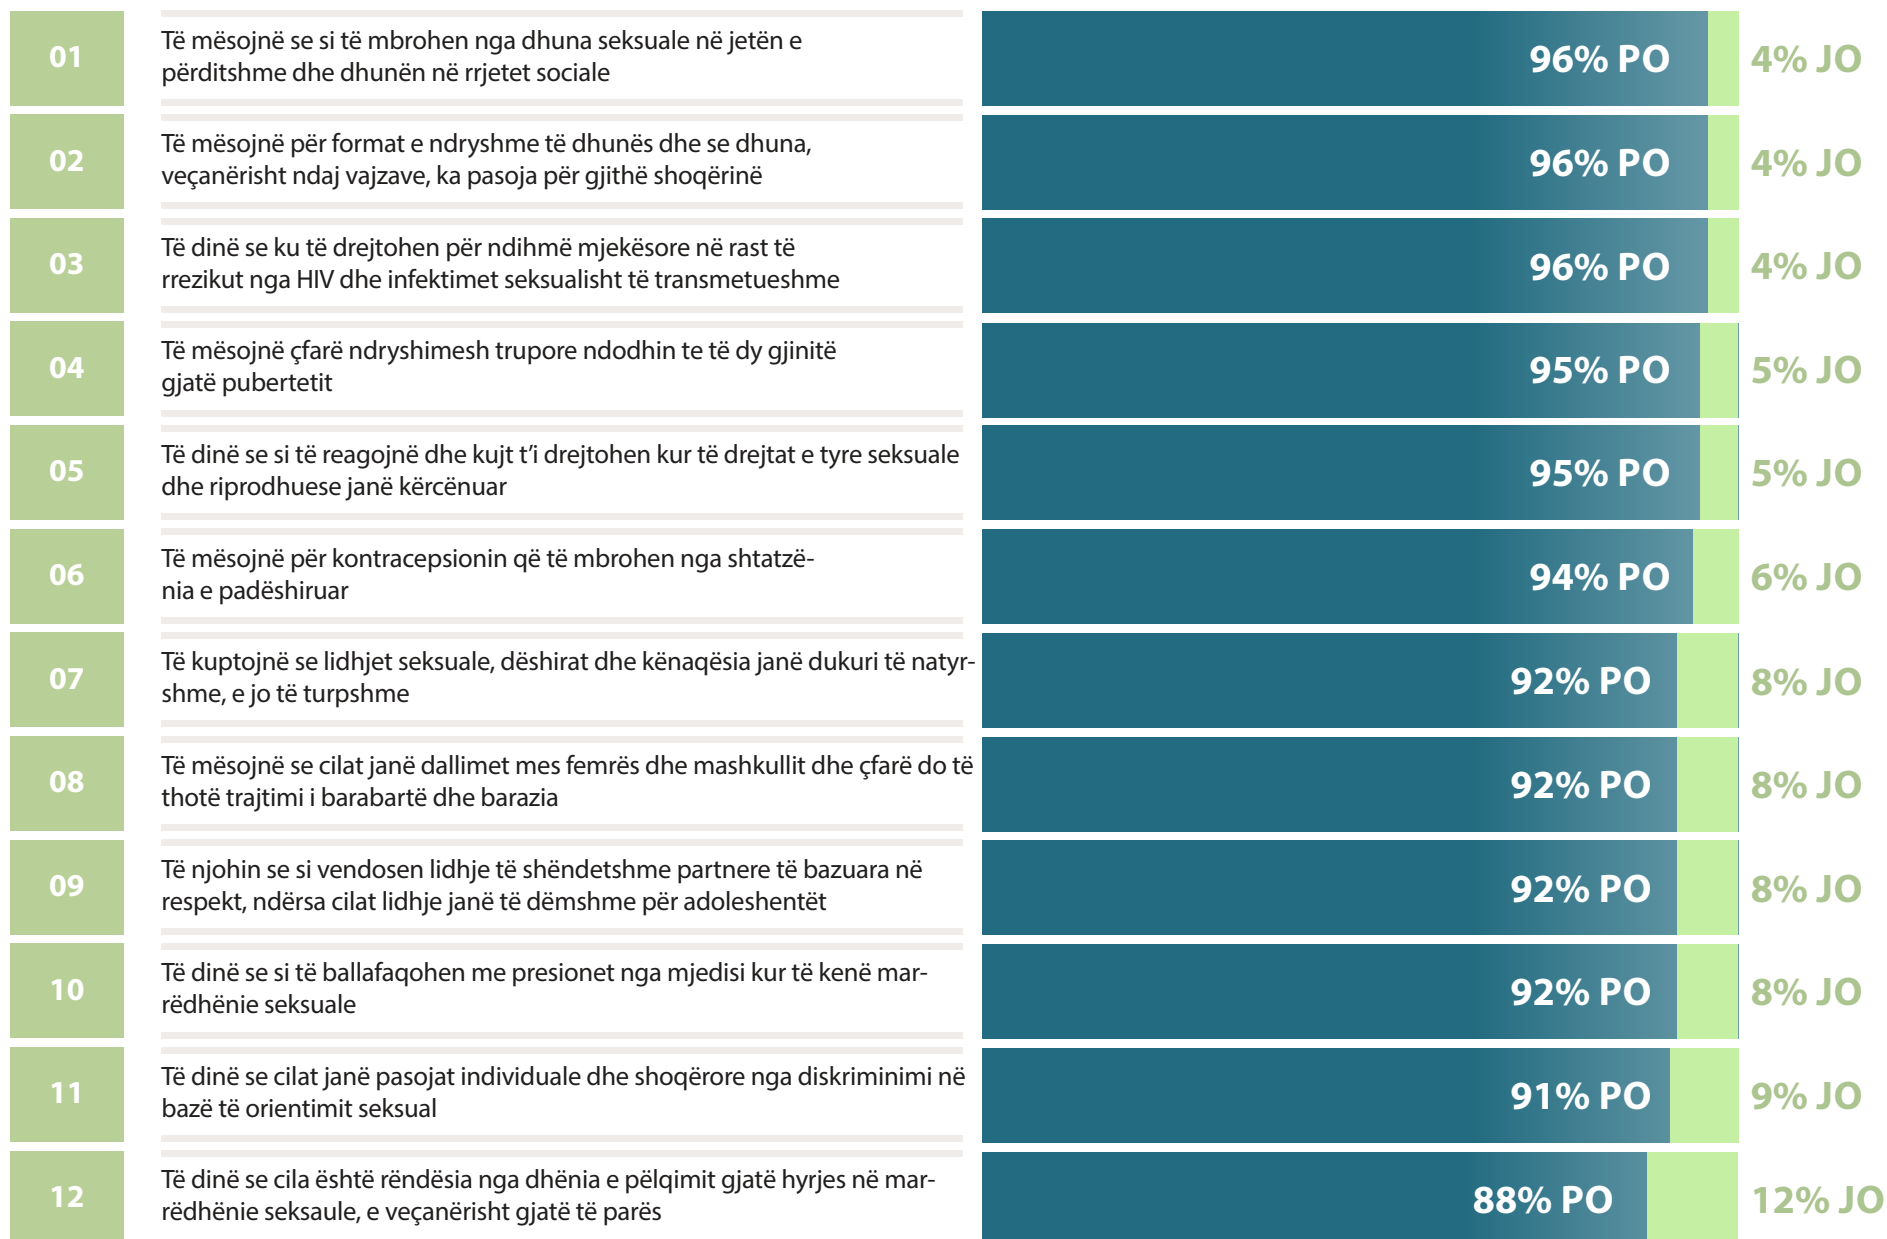 01
Të mësojnë se si të mbrohen nga dhuna seksuale në jetën e
përditshme dhe dhunën në rrjetet sociale
96% PO
4% JO
02
Të mësojnë për format e ndryshme të dhunës dhe se dhuna,
veçanërisht ndaj vajzave, ka pasoja për gjithë shoqërinë
96% PO
4% JO
03
Të dinë se ku të drejtohen për ndihmë mjekësore në rast të
rrezikut nga HIV dhe infektimet seksualisht të transmetueshme
96% PO
4% JO
04
Të mësojnë çfarë ndryshimesh trupore ndodhin te të dy gjinitë
gjatë pubertetit
95% PO
5% JO
05
Të dinë se si të reagojnë dhe kujt t’i drejtohen kur të drejtat e tyre seksuale
dhe riprodhuese janë kërcënuar
95% PO
5% JO
06
Të mësojnë për kontracepsionin që të mbrohen nga shtatzë-
nia e padëshiruar
94% PO
6% JO
07
Të kuptojnë se lidhjet seksuale, dëshirat dhe kënaqësia janë dukuri të natyr-
shme, e jo të turpshme
92% PO
8% JO
08
Të mësojnë se cilat janë dallimet mes femrës dhe mashkullit dhe çfarë do të
thotë trajtimi i barabartë dhe barazia
92% PO
8% JO
09
Të njohin se si vendosen lidhje të shëndetshme partnere të bazuara në
respekt, ndërsa cilat lidhje janë të dëmshme për adoleshentët
92% PO
8% JO
10
Të dinë se si të ballafaqohen me presionet nga mjedisi kur të kenë mar-
rëdhënie seksuale
92% PO
8% JO
11
Të dinë se cilat janë pasojat individuale dhe shoqërore nga diskriminimi në
bazë të orientimit seksual
91% PO
9% JO
12
Të dinë se cila është rëndësia nga dhënia e pëlqimit gjatë hyrjes në mar-
rëdhënie seksaule, e veçanërisht gjatë të parës
88% PO
12% JO